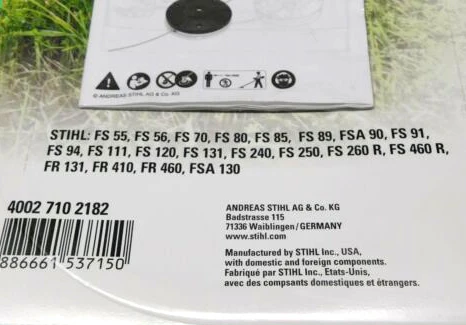 © ANDREAS STIHL AG & Co. KG
STIHL: FS 55, FS 56, FS 70, FS 80, FS 85, FS 89, FSA 90, FS 91,
FS 94, FS 111, FS 120, FS 131, FS 240, FS 250, FS 260 R, FS 460 R,
FR 131, FR 410, FR 460, FSA 130
4002 710 2182
886661 537150
ANDREAS STIHL AG & Co. KG
Badstrasse 115
71336 Waiblingen/GERMANY
www.stihl.com
Manufactured by STIHL Inc., USA,
with domestic and foreign components.
Fabriqué par STIHL Inc., Etats-Unis,
avec des compsants domestiques et étrangers.